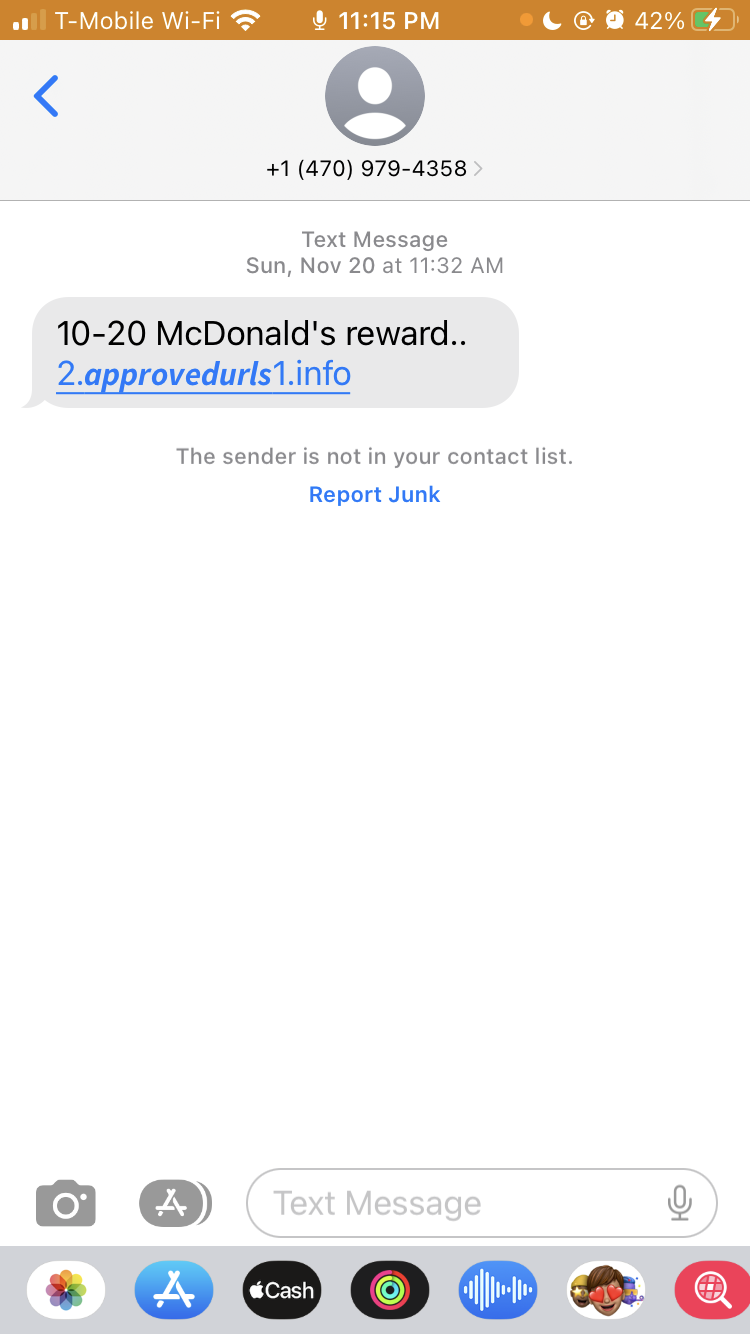 T-Mobile Wi-Fi 11:15 PM 42%
+1 (470) 979-4358
Text Message
Sun, Nov 20 at 11:32 AM
10-20 McDonald's reward..
2.approvedurls1.info
The sender is not in your contact list.
Report Junk
Text Message
Cash